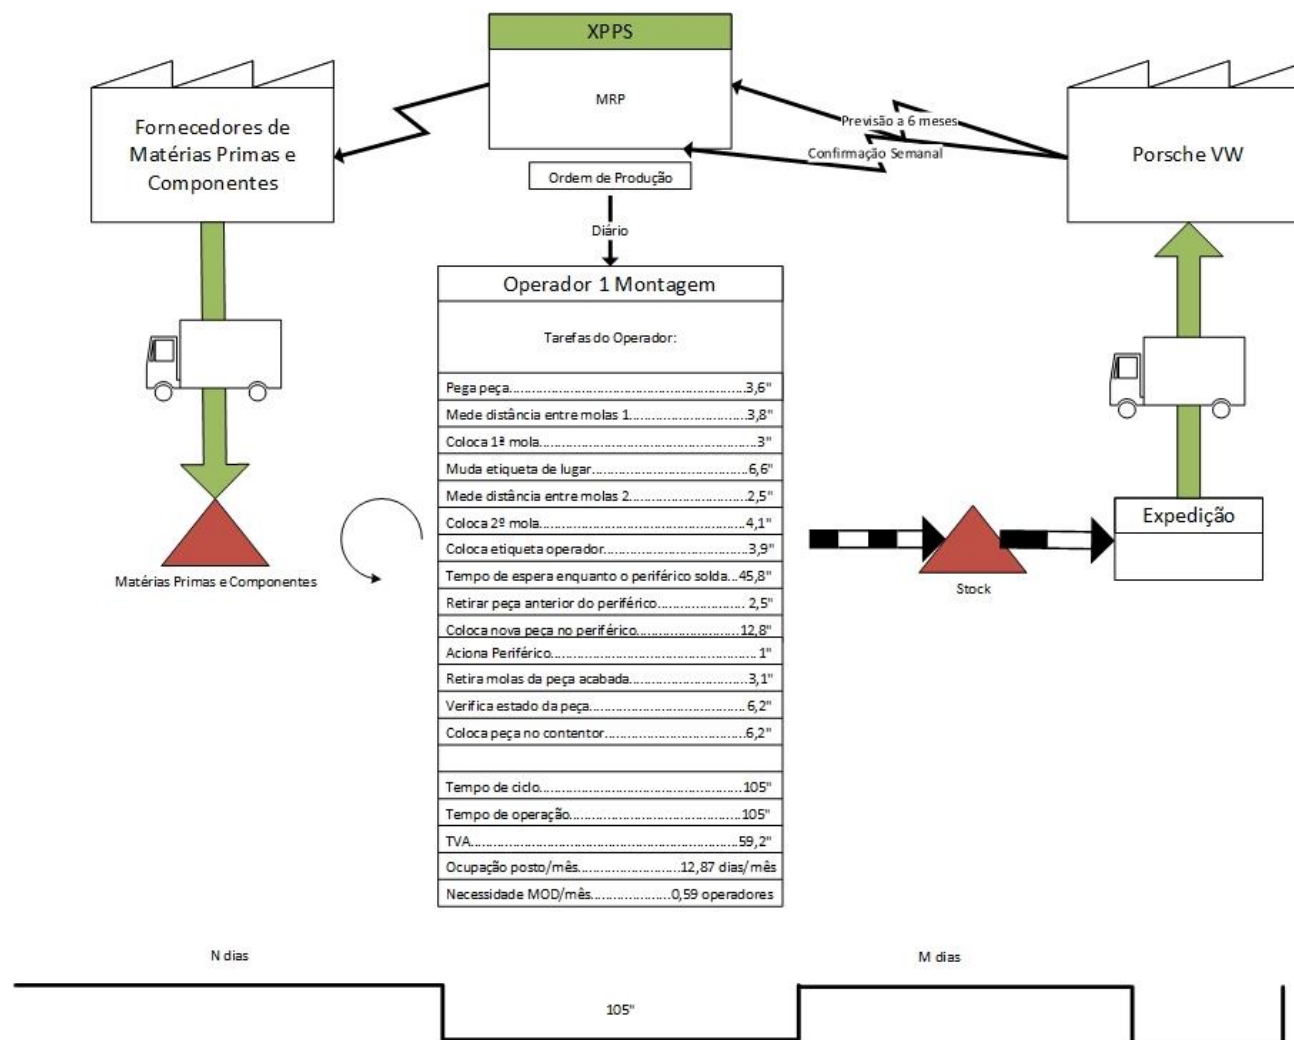 XPPS
MRP
Fornecedores de
Matérias Primas e
Componentes
Previsão a 6 meses
Confirmação Semanal
Porsche VW
Ordem de Produção
Diário
Operador 1 Montagem
Tarefas do Operador:
Pega peça...3,6"
Mede distância entre molas 1...3,8"
Coloca 1ª mola...3"
Muda etiqueta de lugar...6,6"
Mede distância entre molas 2...2,5"
Coloca 2º mola...4,1"
Coloca etiqueta operador...3,9"
Tempo de espera enquanto o periférico solda...45,8"
Retirar peça anterior do periférico...2,5"
Coloca nova peça no periférico...12,8"
Aciona Periférico...1"
Retira molas da peça acabada...3,1"
Verifica estado da peça...6,2"
Coloca peça no contentor...6,2"
Tempo de ciclo...105"
Tempo de operação...105"
TVA...59,2"
Ocupação posto/mês...12,87 dias/mês
Necessidade MOD/mês...0,59 operadores
Matérias Primas e Componentes
Stock
Expedição
N dias
105"
M dias